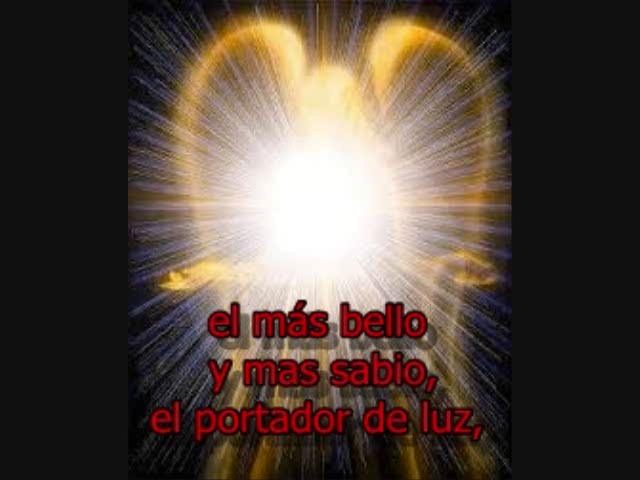 el más bello
y mas sabio,
el portador de luz,